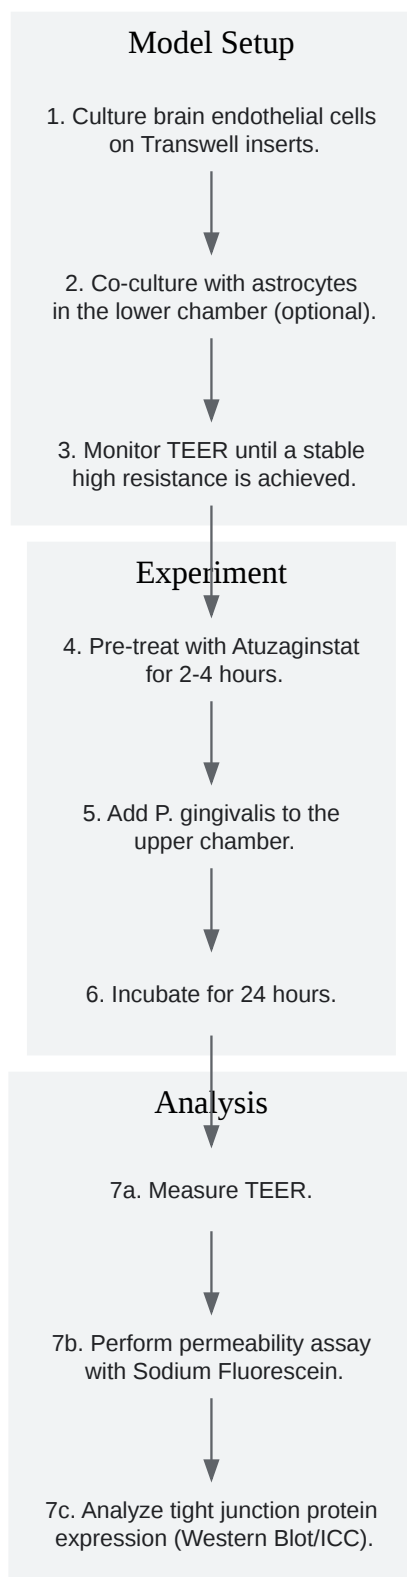 Model Setup
1. Culture brain endothelial cells
on Transwell inserts.
2. Co-culture with astrocytes
in the lower chamber (optional).
3. Monitor TEER until a stable
high resistance is achieved.
Experiment
4. Pre-treat with Atuzaginstat
for 2-4 hours.
5. Add P. gingivalis to the
upper chamber.
6. Incubate for 24 hours.
Analysis
7a. Measure TEER.
7b. Perform permeability assay
with Sodium Fluorescein.
7c. Analyze tight junction protein
expression (Western Blot/ICC).